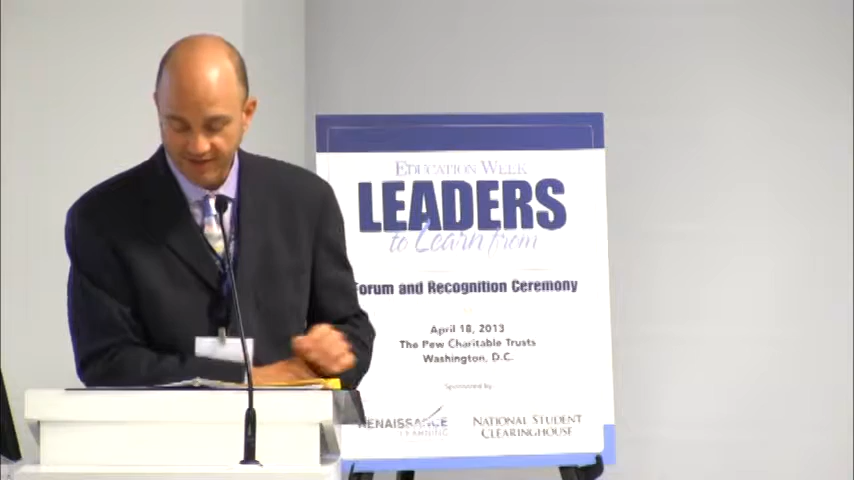 EDUCATION WEEK
LEADERS
to Learn from
Forum and Recognition Ceremony
April 18, 2013
The Pew Charitable Trusts
Washington, D.C.
Sponsored by
RENAISSANCE
LEARNING
NATIONAL STUDENT
CLEARINGHOUSE